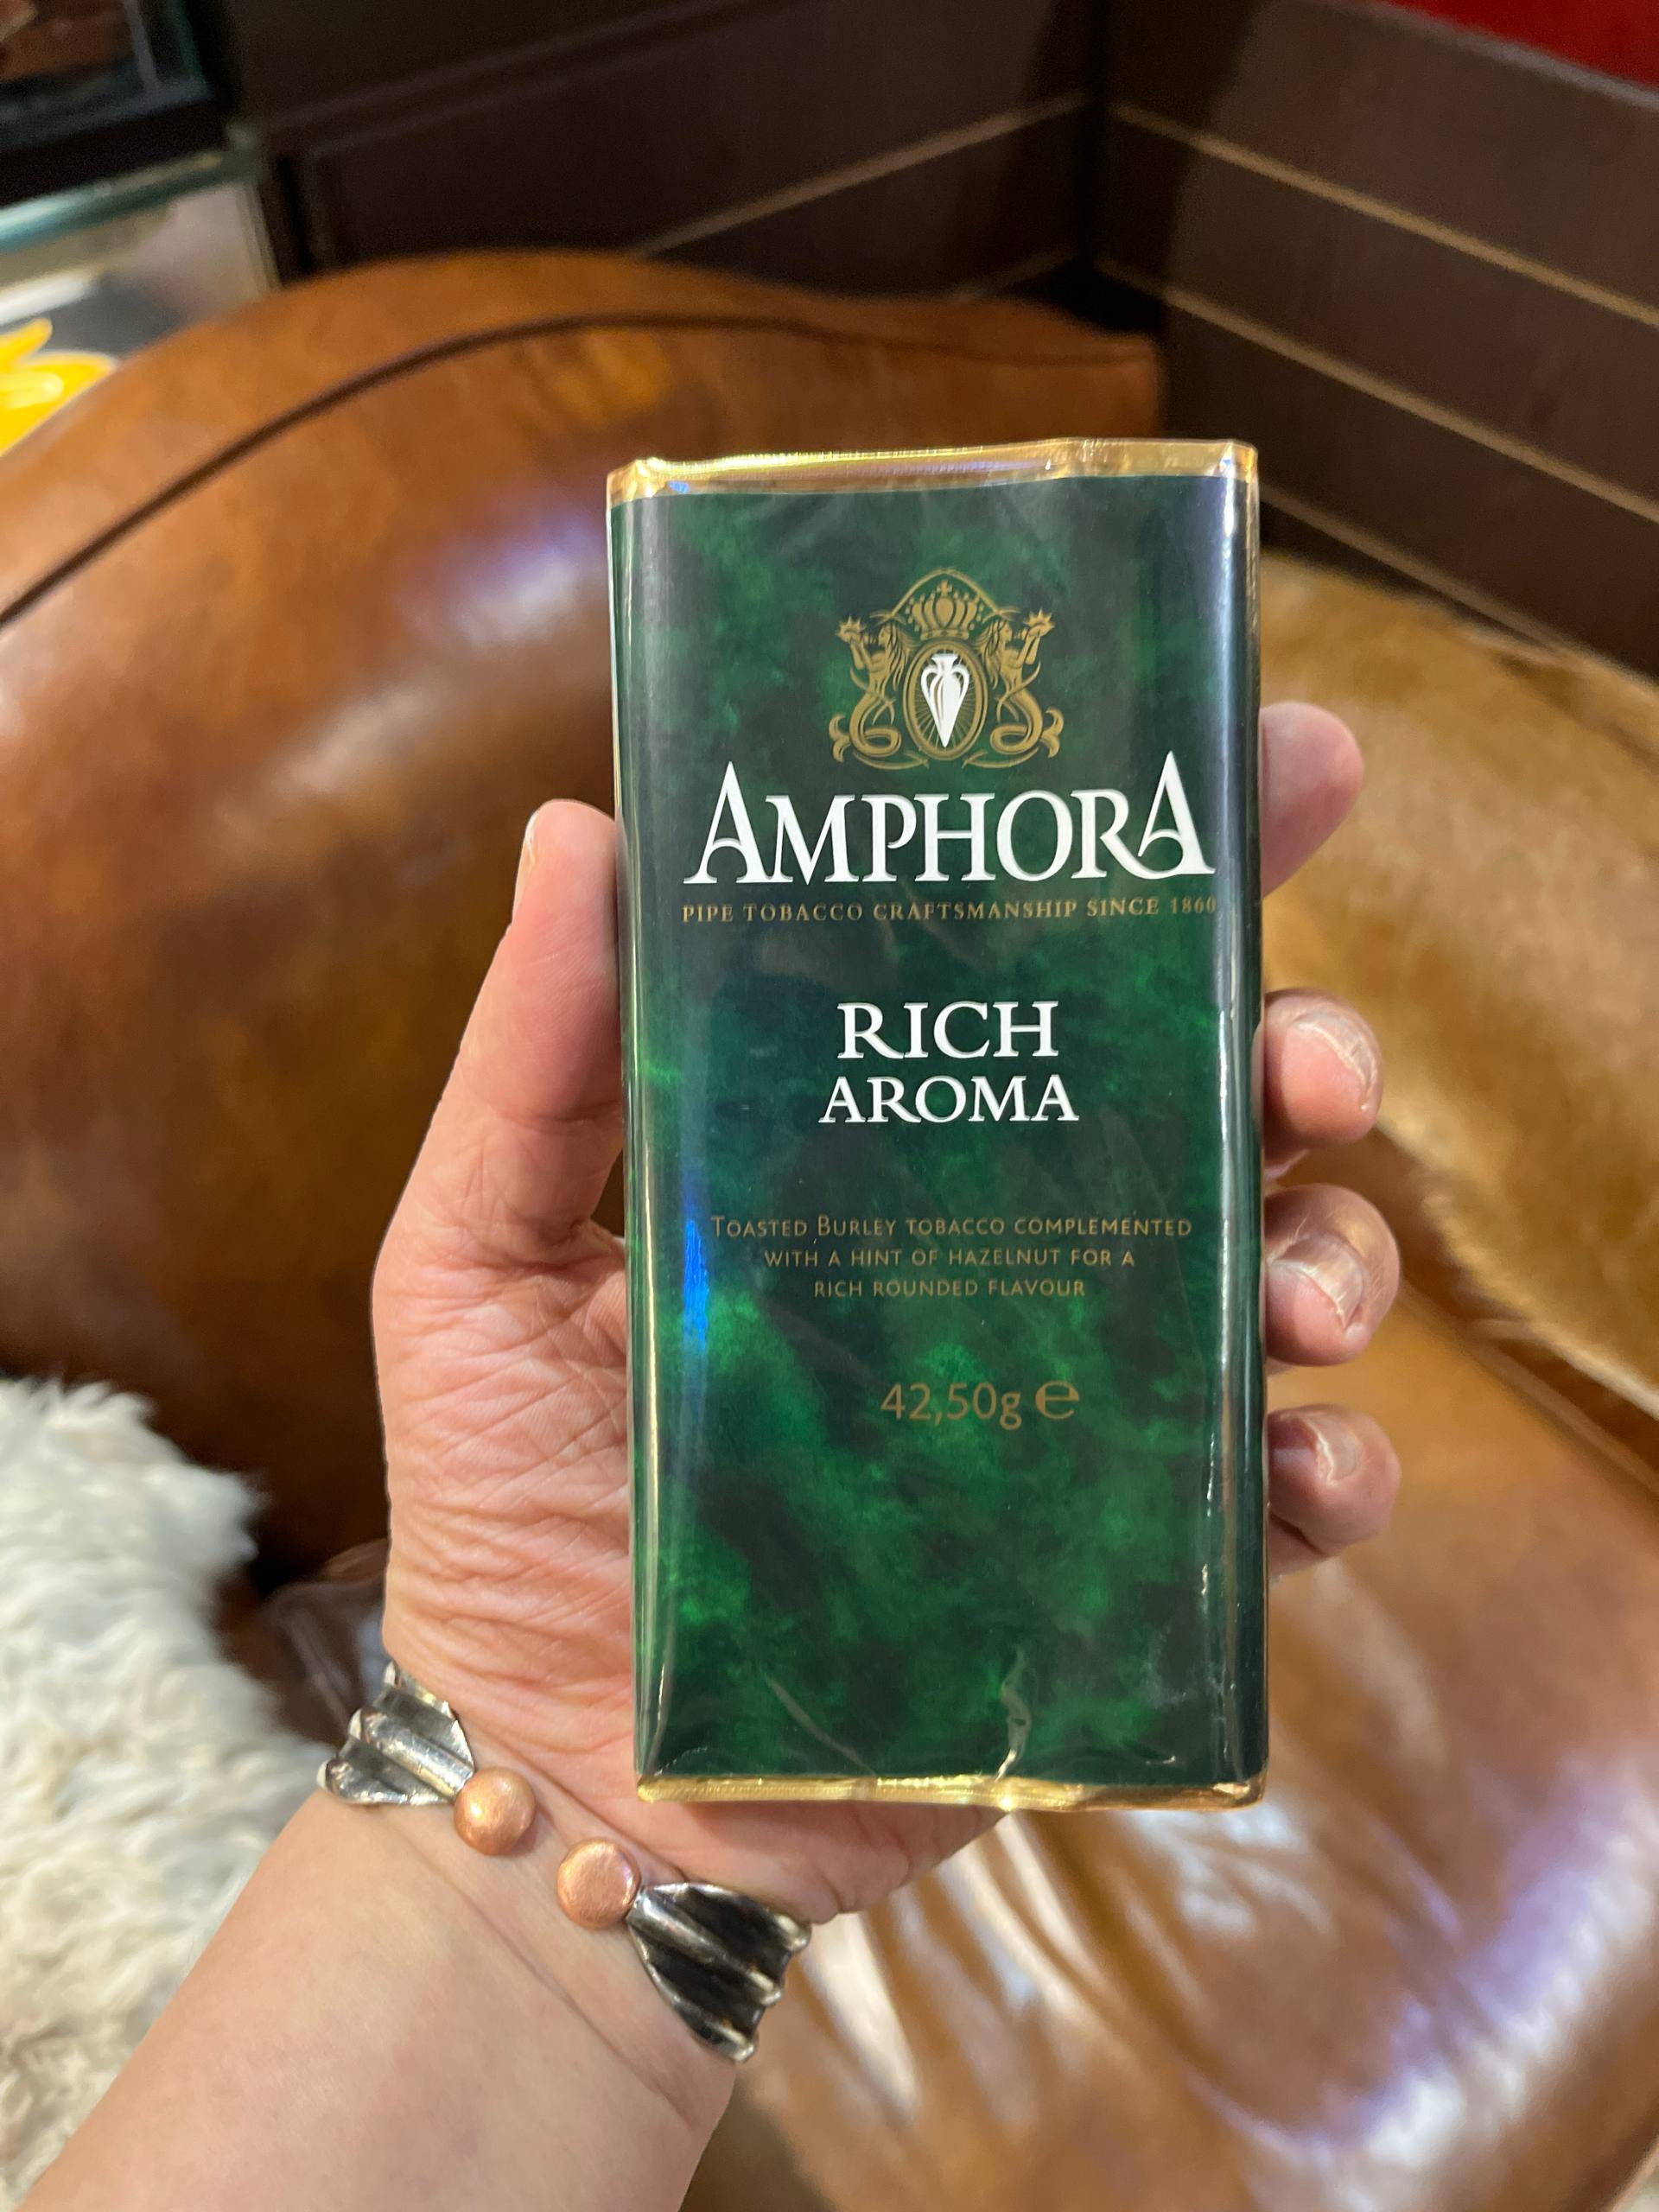 AMPHORA
PIPE TOBACCO CRAFTSMANSHIP SINCE 1860
RICH
AROMA
TOASTED BURLEY TOBACCO COMPLEMENTED
WITH A HINT OF HAZELNUT FOR A
RICH ROUNDED FLAVOUR
42,50g ℮